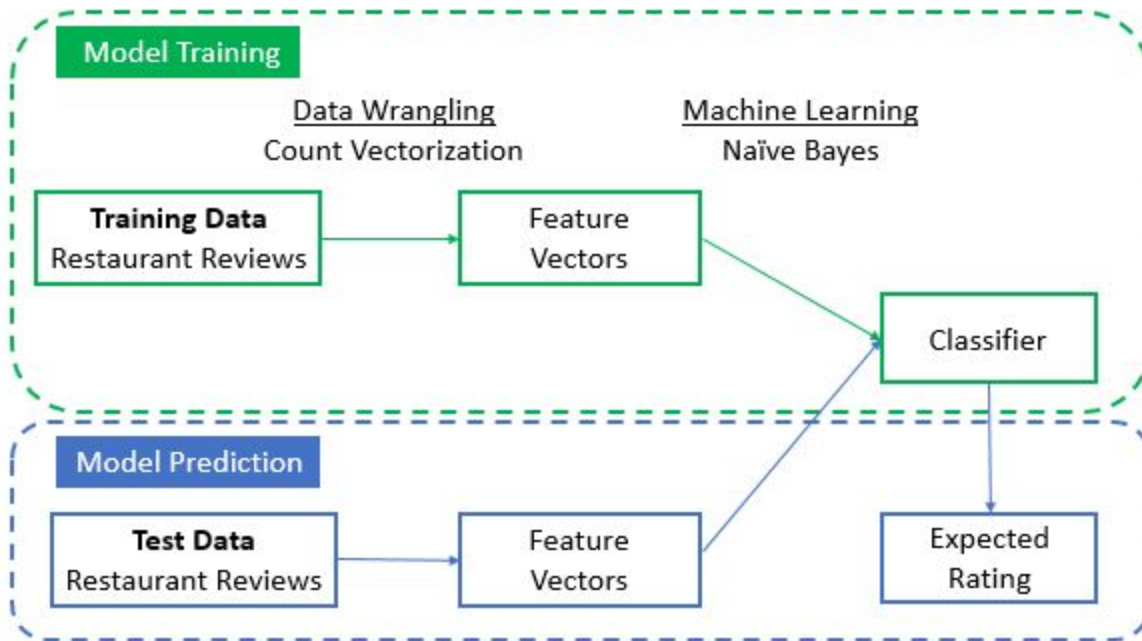 Model Training
Data Wrangling
Count Vectorization
Machine Learning
Naïve Bayes
Training Data
Restaurant Reviews
Feature
Vectors
Classifier
Model Prediction
Test Data
Restaurant Reviews
Feature
Vectors
Expected
Rating